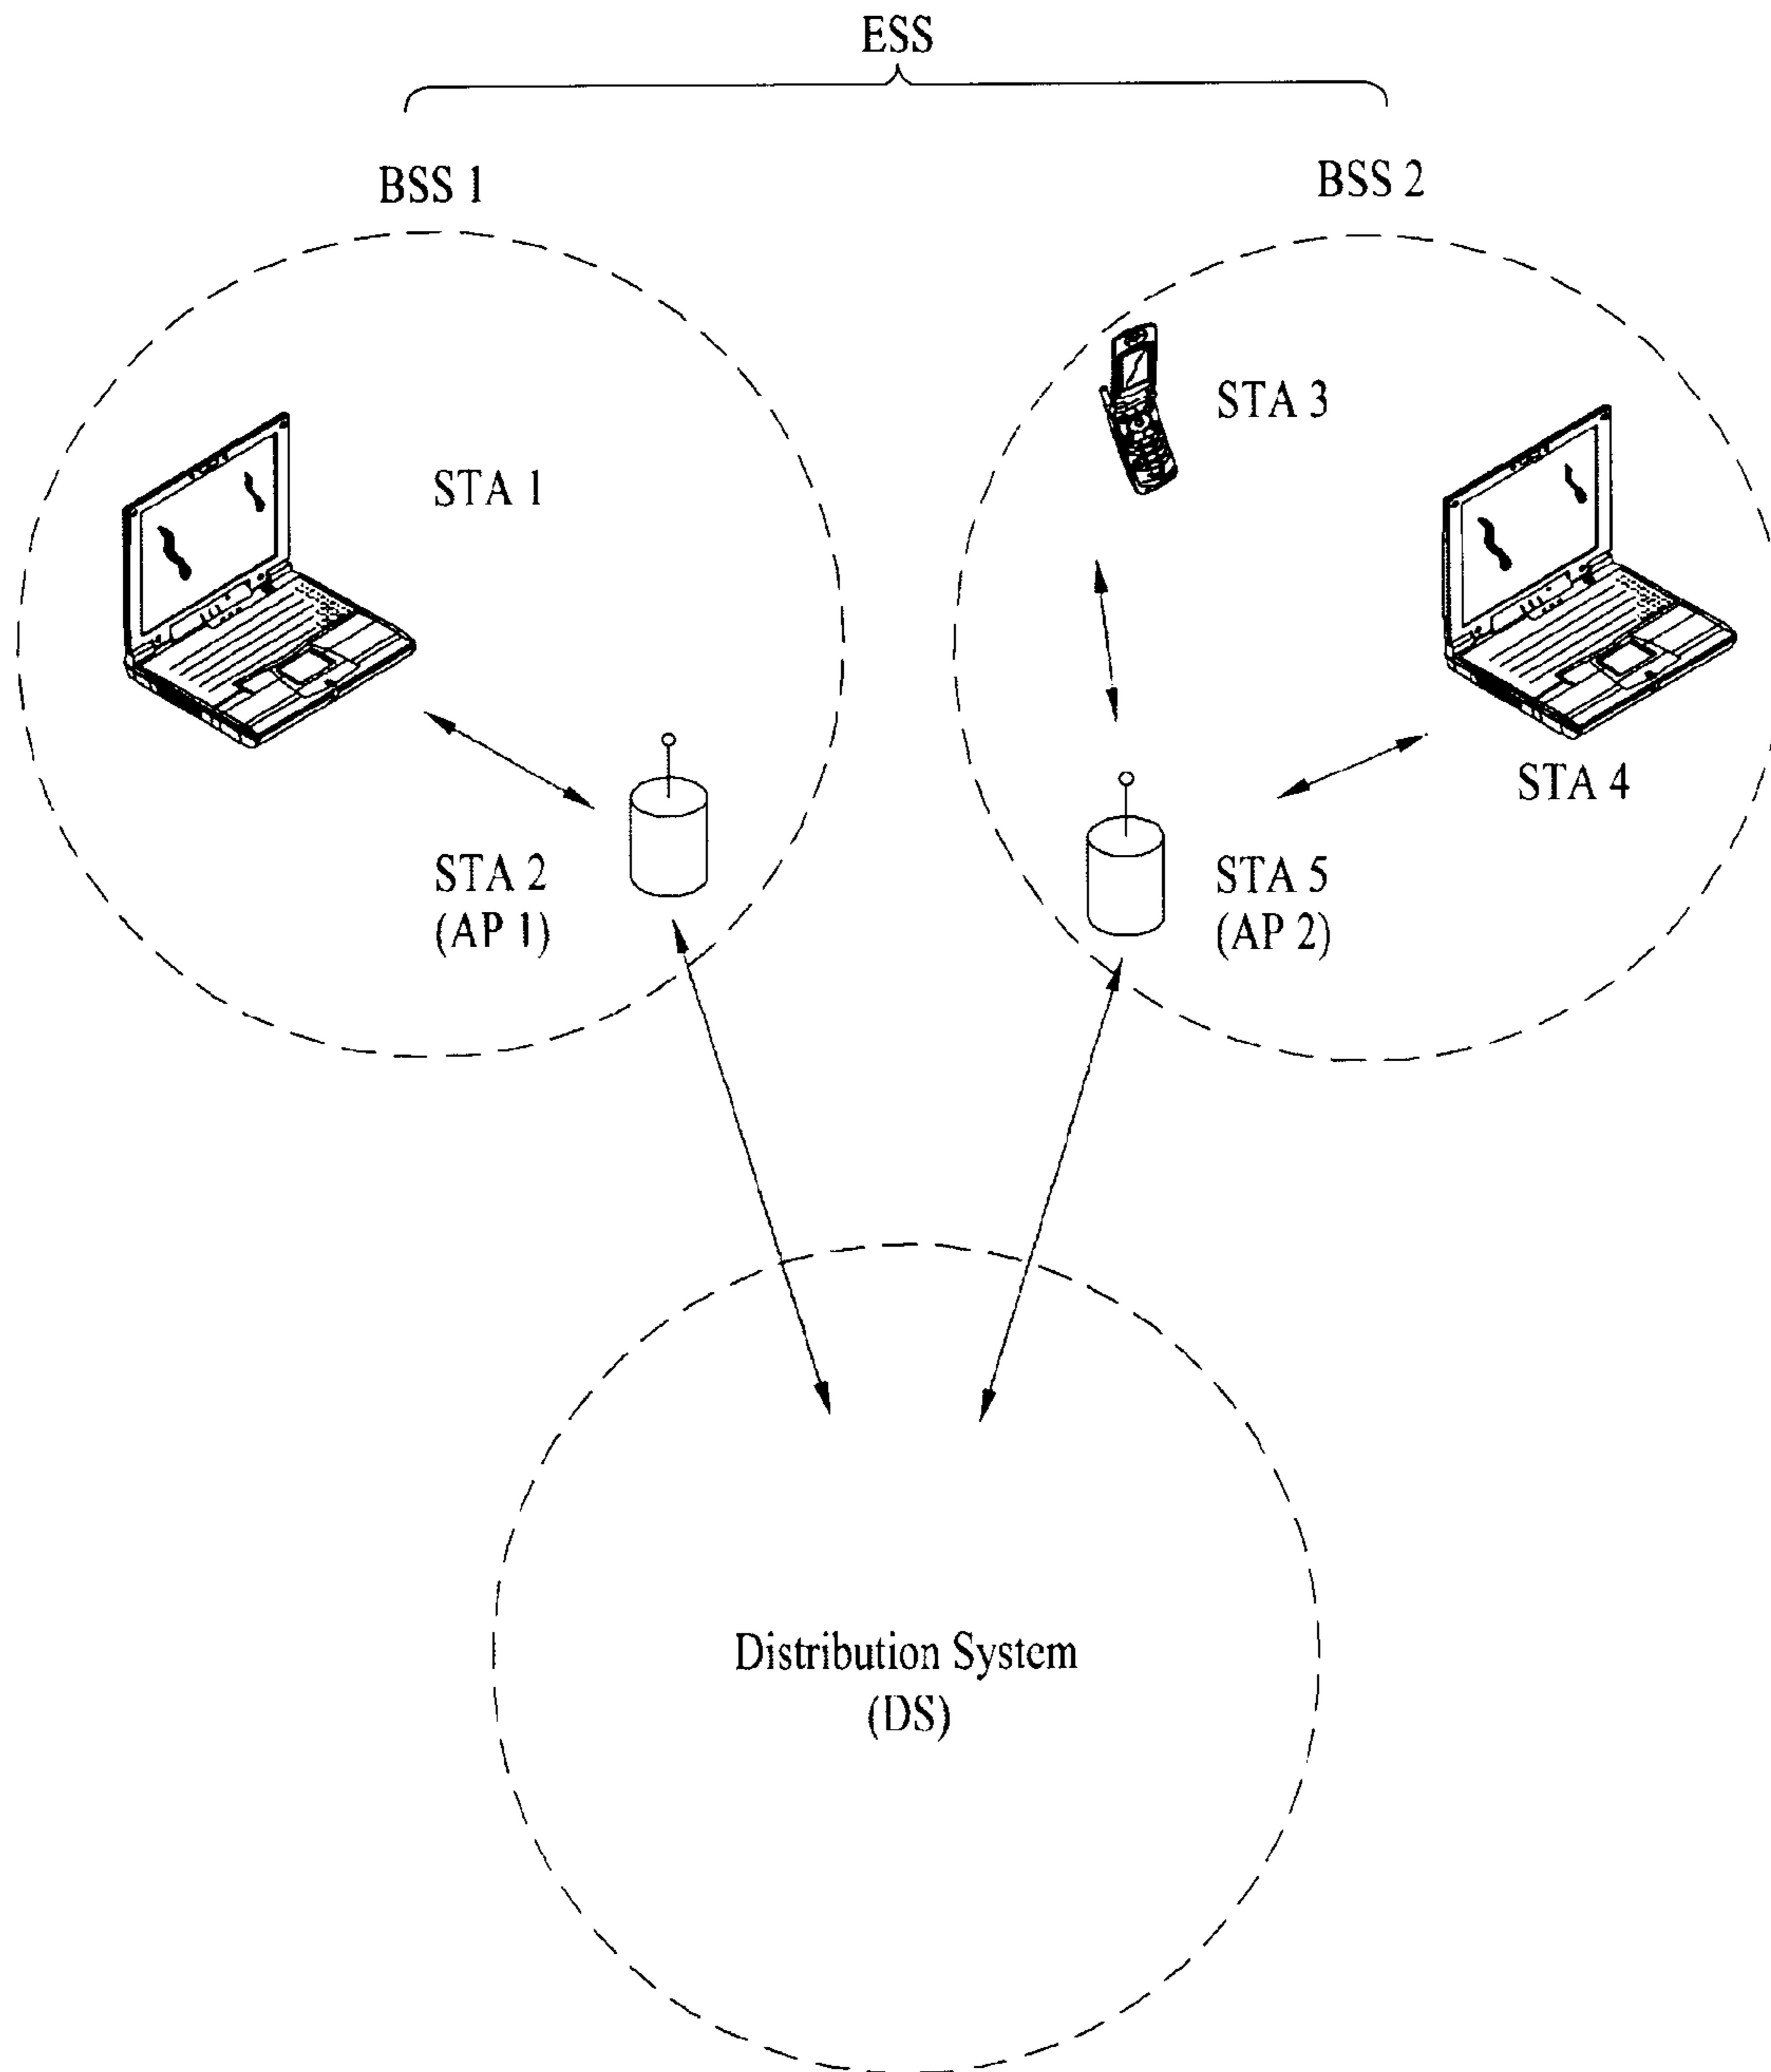 ESS
BSS 1
BSS 2
STA 3
STA 1
STA 4
STA 2
(AP 1)
STA 5
(AP 2)
Distribution System
(DS)